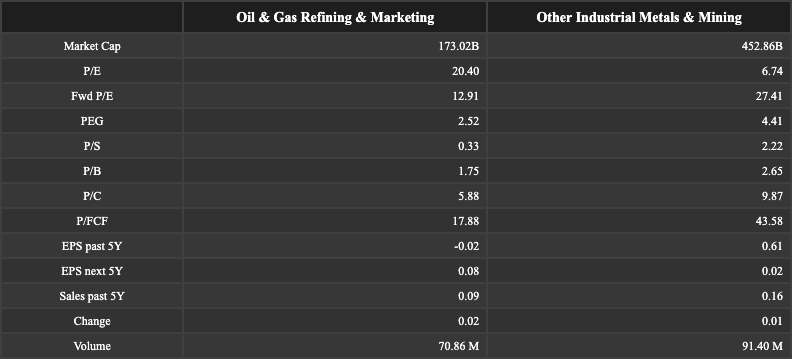 Oil & Gas Refining & Marketing Other Industrial Metals & Mining
Market Cap 173.02B 452.86B
P/E 20.40 6.74
Fwd P/E 12.91 27.41
PEG 2.52 4.41
P/S 0.33 2.22
P/B 1.75 2.65
P/C 5.88 9.87
P/FCF 17.88 43.58
EPS past 5Y -0.02 0.61
EPS next 5Y 0.08 0.02
Sales past 5Y 0.09 0.16
Change 0.02 0.01
Volume 70.86 M 91.40 M